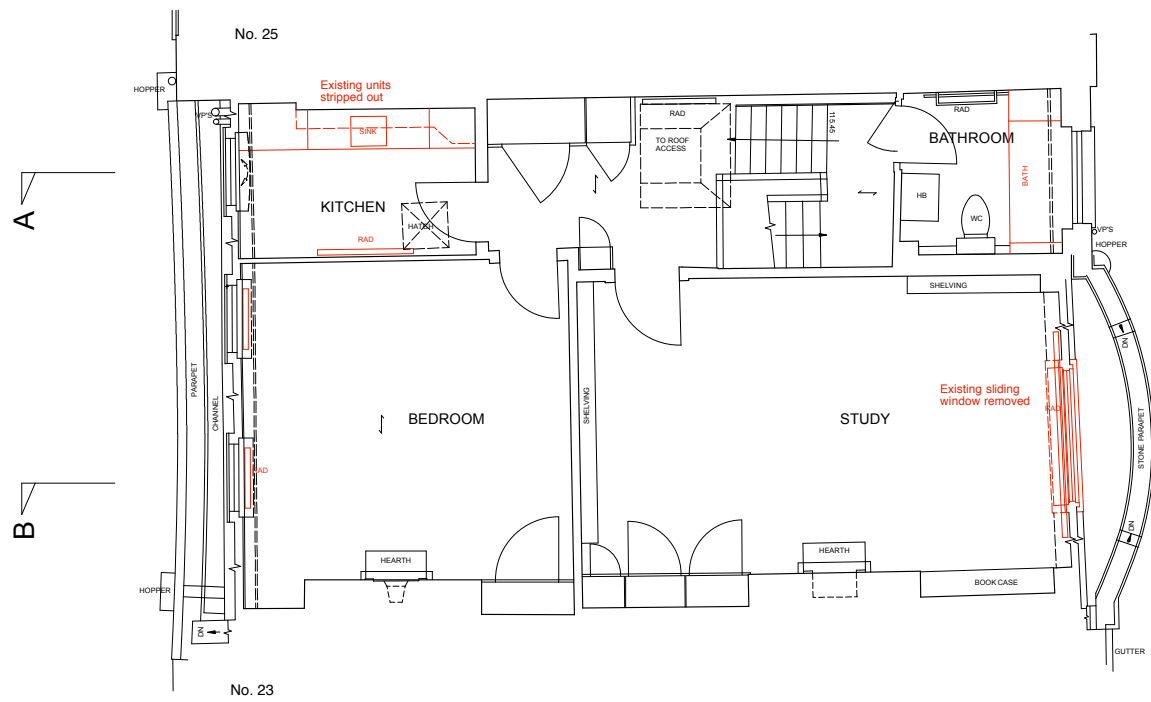 No. 25
HOPPER
Existing units
stripped out
VP'S
SINK
RAD
TO ROOF
ACCESS
115.45
RAD
BATHROOM
BATH
A
KITCHEN
HATCH
RAD
HB
WC
VP'S
HOPPER
SHELVING
DN
PARAPET
CHANNEL
BEDROOM
SHELVING
STUDY
Existing sliding
window removed
RAD
STONE PARAPET
RAD
B
DN
HEARTH
HEARTH
BOOK CASE
HOPPER
DN
GUTTER
No. 23